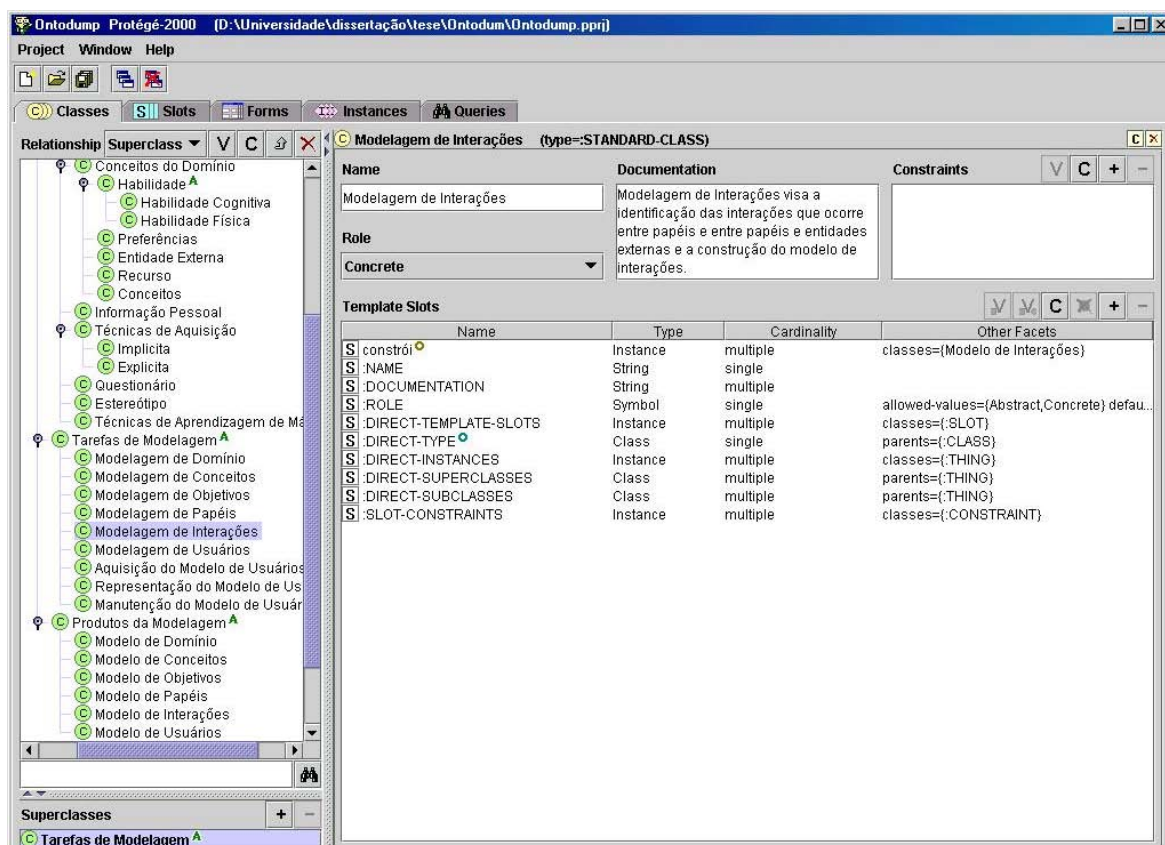 Ontodump Protégé-2000 (D:\Universidade\dissertação\tese\Ontodum\Ontodump.pprj)
Project Window Help
Classes Slots Forms Instances Queries
Relationship Superclass V C
Conceitos do Domínio
Habilidade A
Habilidade Cognitiva
Habilidade Física
Preferências
Entidade Externa
Recurso
Conceitos
Informação Pessoal
Técnicas de Aquisição
Implicita
Explicita
Questionário
Estereótipo
Técnicas de Aprendizagem de Má
Tarefas de Modelagem A
Modelagem de Domínio
Modelagem de Conceitos
Modelagem de Objetivos
Modelagem de Papéis
Modelagem de Interações
Modelagem de Usuários
Aquisição do Modelo de Usuários
Representação do Modelo de Us
Manutenção do Modelo de Usuár
Produtos da Modelagem A
Modelo de Domínio
Modelo de Conceitos
Modelo de Objetivos
Modelo de Papéis
Modelo de Interações
Modelo de Usuários
Superclasses + -
Tarefas de Modelagem A
C Modelagem de Interações (type=:STANDARD-CLASS) C x
Name
Modelagem de Interações
Role
Concrete
Documentation
Modelagem de Interações visa a
identificação das interações que ocorre
entre papéis e entre papéis e entidades
externas e a construção do modelo de
interações.
Constraints V C + -
Template Slots V V C + -
Name Type Cardinality Other Facets
S constrói Instance multiple classes={Modelo de Interações}
S :NAME String single
S :DOCUMENTATION String multiple
S :ROLE Symbol single allowed-values={Abstract,Concrete} defau...
S :DIRECT-TEMPLATE-SLOTS Instance multiple classes={:SLOT}
S :DIRECT-TYPE Class single parents={:CLASS}
S :DIRECT-INSTANCES Instance multiple classes={:THING}
S :DIRECT-SUPERCLASSES Class multiple parents={:THING}
S :DIRECT-SUBCLASSES Class multiple parents={:THING}
S :SLOT-CONSTRAINTS Instance multiple classes={:CONSTRAINT}